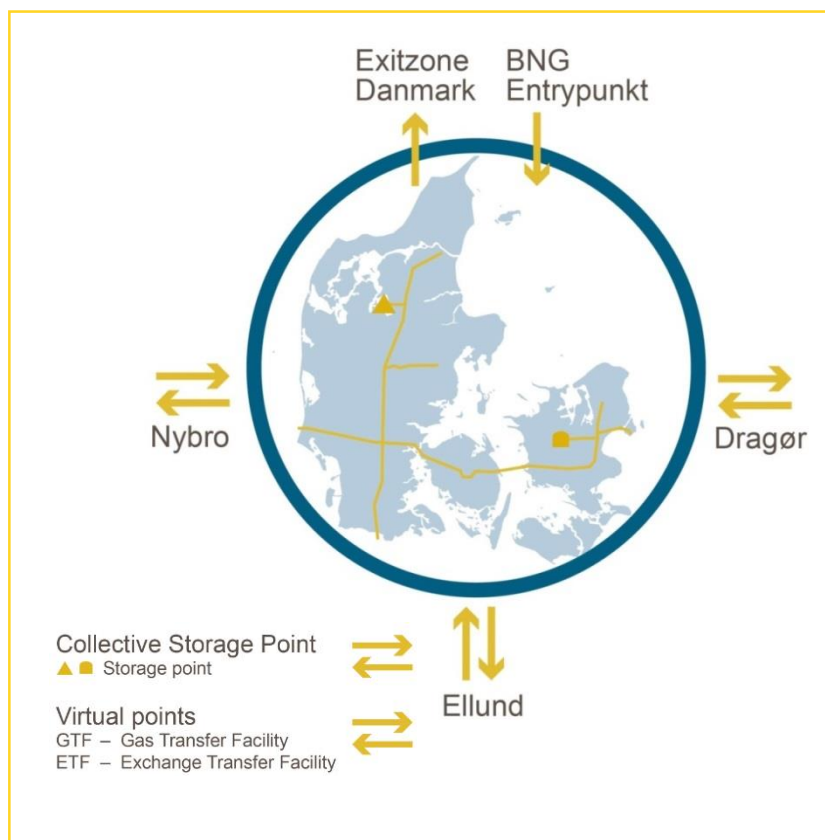 Exitzone
Danmark
BNG
Entrypunkt
Nybro
Dragør
Ellund
Collective Storage Point
Storage point
Virtual points
GTF – Gas Transfer Facility
ETF – Exchange Transfer Facility